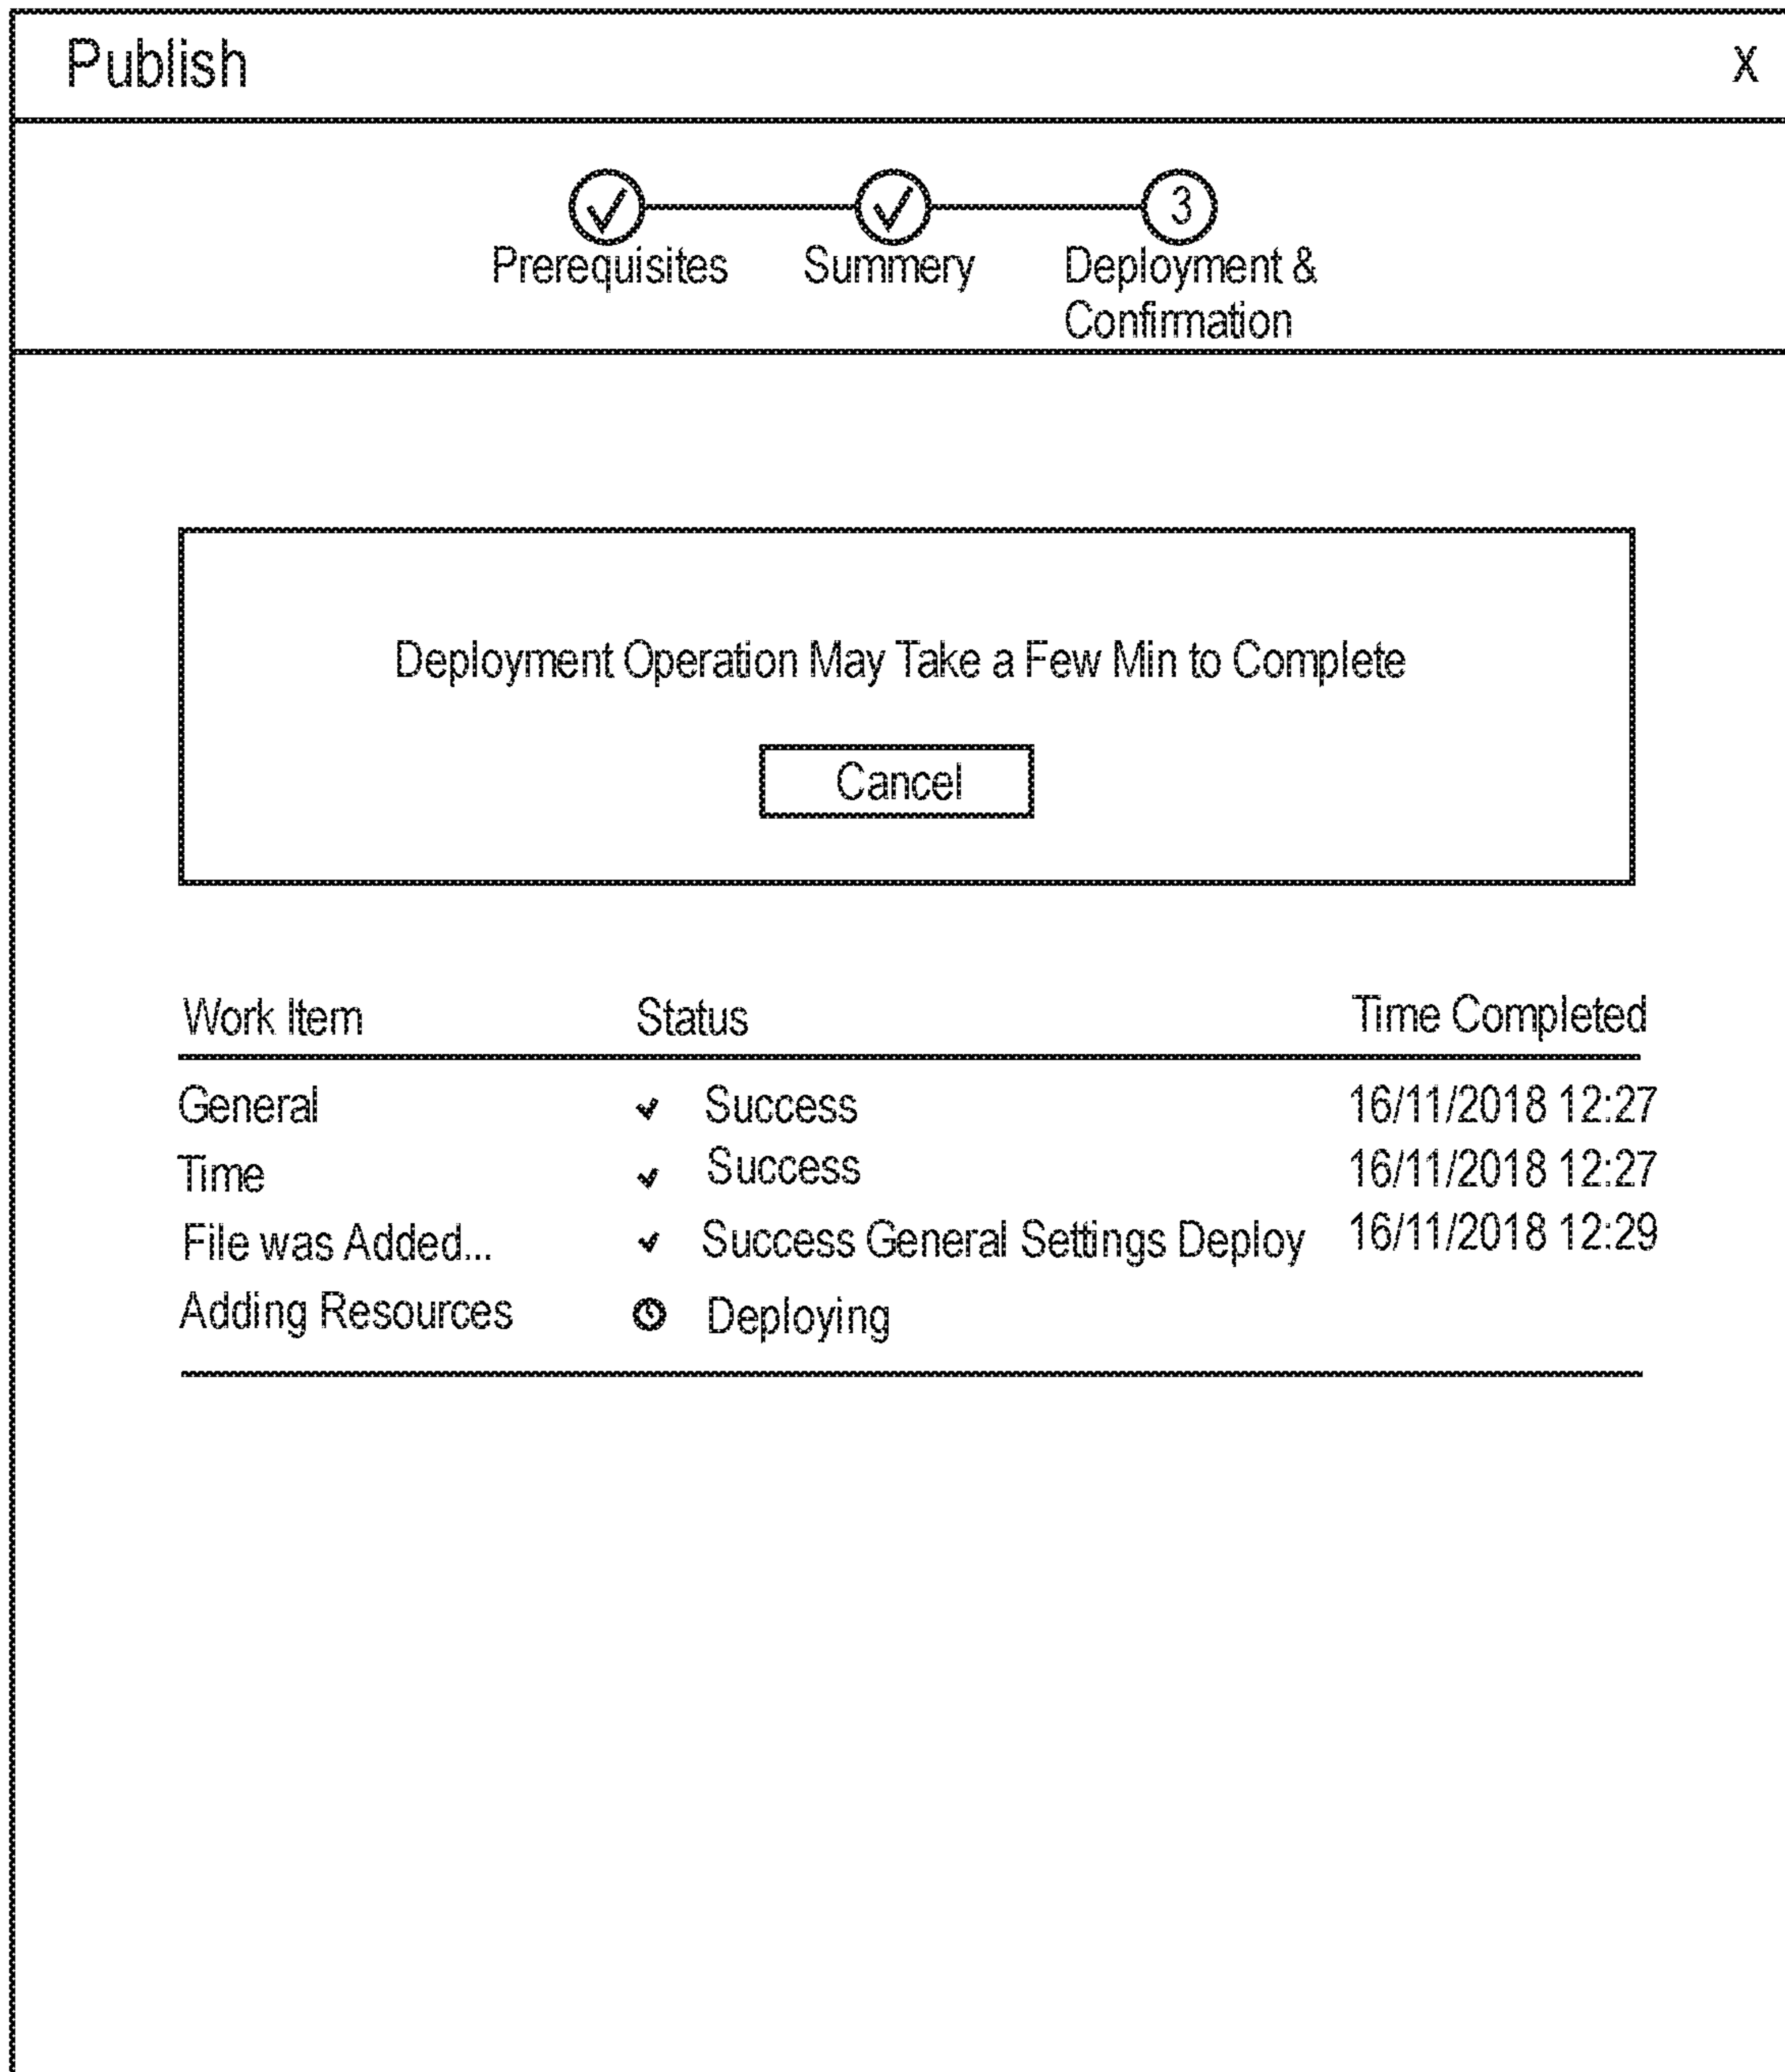 Publish X
3
Prerequisites Summery Deployment &
Confirmation
Deployment Operation May Take a Few Min to Complete
Cancel
Work Item Status Time Completed
General Success 16/11/2018 12:27
Time Success 16/11/2018 12:27
File was Added... Success General Settings Deploy 16/11/2018 12:29
Adding Resources Deploying